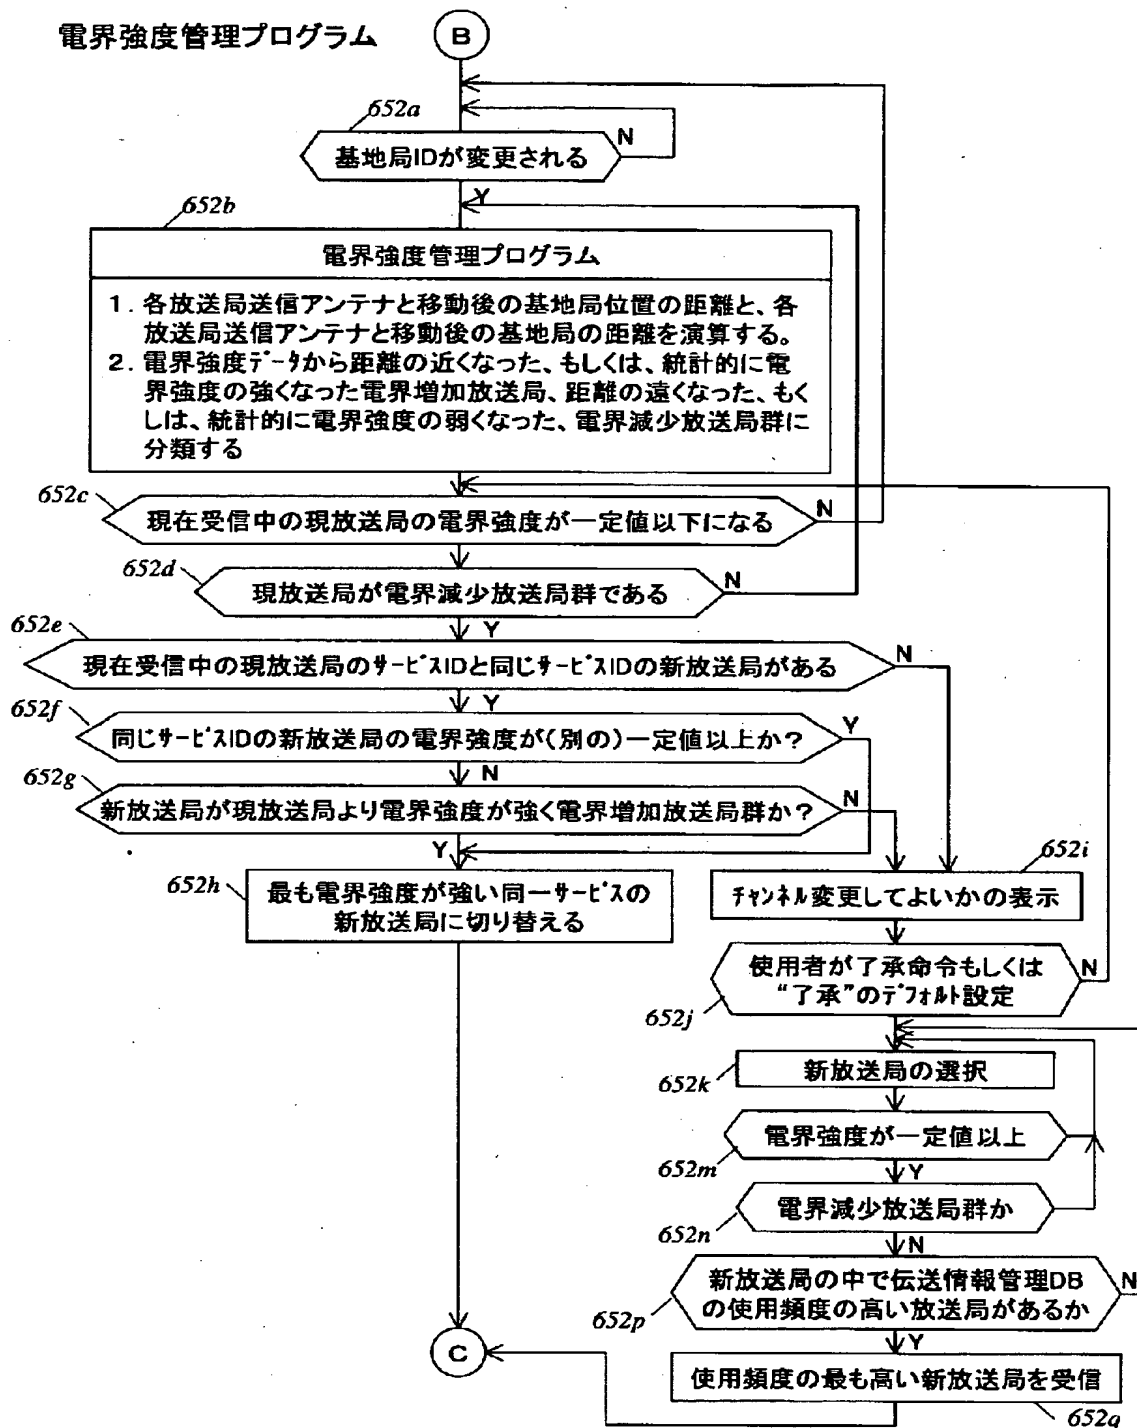 電界強度管理プログラム
B
652a
N
基地局IDが変更される
Y
652b
電界強度管理プログラム
1. 各放送局送信アンテナと移動後の基地局位置の距離と、各
放送局送信アンテナと移動後の基地局の距離を演算する。
2. 電界強度データから距離の近くなった、もしくは、統計的に電
界強度の強くなった電界増加放送局、距離の遠くなった、もく
しは、統計的に電界強度の弱くなった、電界減少放送局群に
分類する
652c
現在受信中の現放送局の電界強度が一定値以下になる
N
652d
現放送局が電界減少放送局群である
N
Y
652e
現在受信中の現放送局のサービスIDと同じサービスIDの新放送局がある
N
Y
652f
同じサービスIDの新放送局の電界強度が(別の)一定値以上か?
Y
N
652g
新放送局が現放送局より電界強度が強く電界増加放送局群か?
N
Y
652h
最も電界強度が強い同一サービスの
新放送局に切り替える
652i
チャンネル変更してよいかの表示
使用者が了承命令もしくは
“了承”のデフォルト設定
N
652j
新放送局の選択
652k
電界強度が一定値以上
652m
Y
電界減少放送局群か
652n
N
新放送局の中で伝送情報管理DB
の使用頻度の高い放送局があるか
N
652p
Y
C
使用頻度の最も高い新放送局を受信
652q